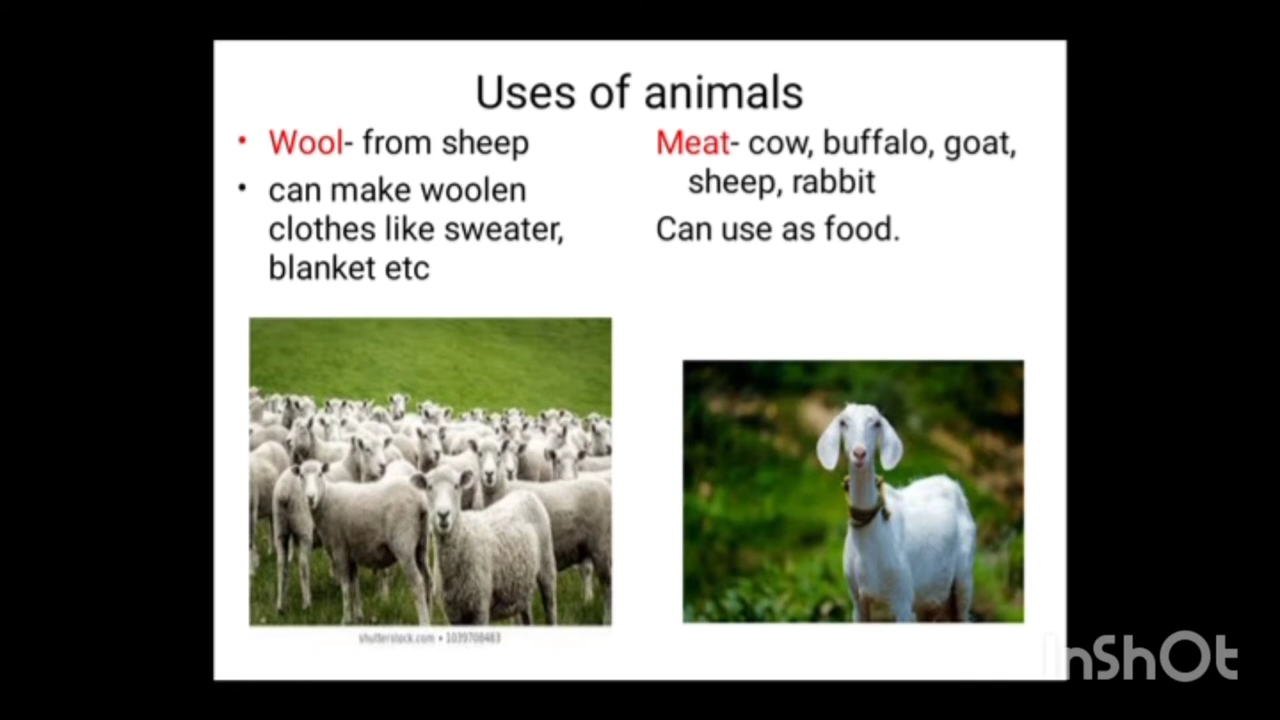 Uses of animals
• Wool- from sheep
• can make woolen
clothes like sweater,
blanket etc
Meat- cow, buffalo, goat,
sheep, rabbit
Can use as food.
shutterstock.com • 1039708483
InShOt